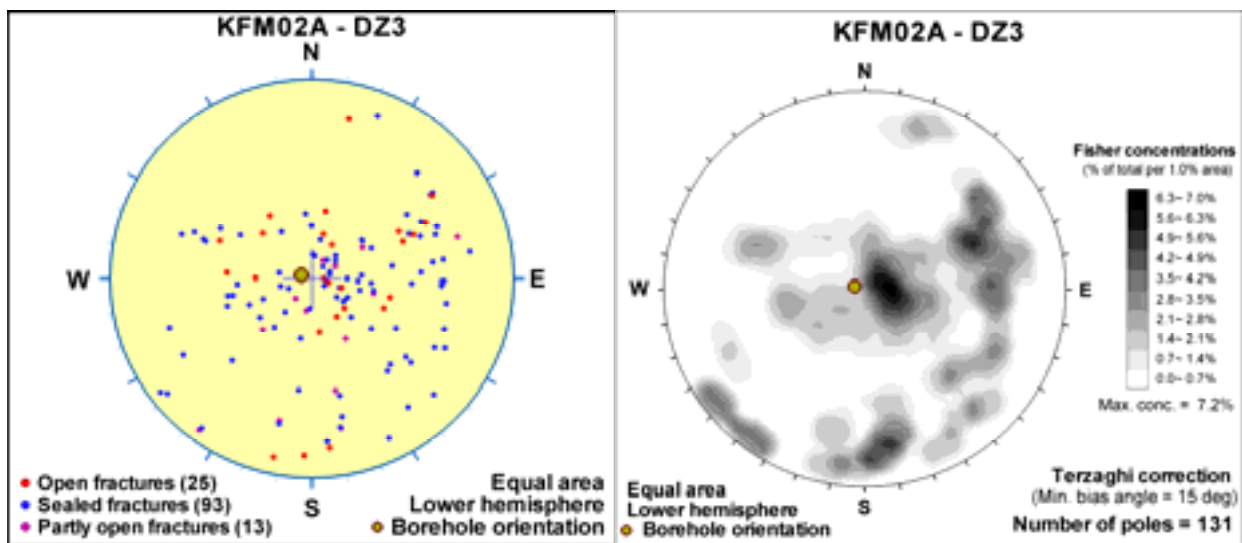 KFM02A - DZ3
N
W
E
S
Open fractures (25)
Sealed fractures (93)
Partly open fractures (13)
Equal area
Lower hemisphere
Borehole orientation
KFM02A - DZ3
N
W
E
S
Fisher concentrations
(% of total per 1.0% area)
6.3~ 7.0%
5.6~ 6.3%
4.9~ 5.6%
4.2~ 4.9%
3.5~ 4.2%
2.8~ 3.5%
2.1~ 2.8%
1.4~ 2.1%
0.7~ 1.4%
0.0~ 0.7%
Max. conc. = 7.2%
Equal area
Lower hemisphere
Borehole orientation
Terzaghi correction
(Min. bias angle = 15 deg)
Number of poles = 131